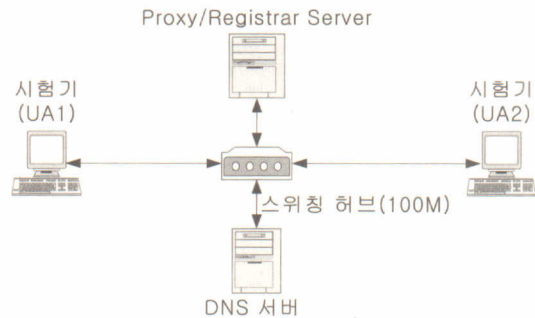 Proxy/Registrar Server
시험기
(UA1)
시험기
(UA2)
스위칭 허브(100M)
DNS 서버